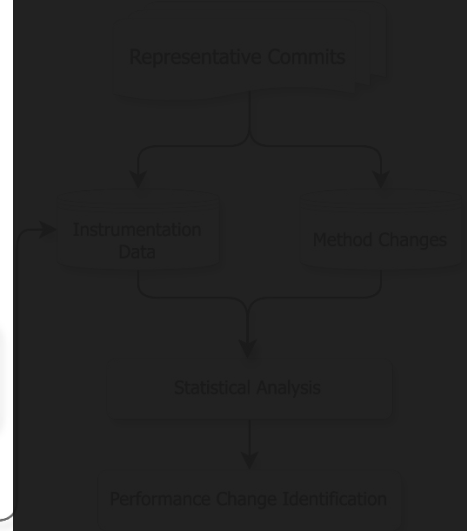 Representative Commits
Instrumentation
Data
Method Changes
Statistical Analysis
Performance Change Identification